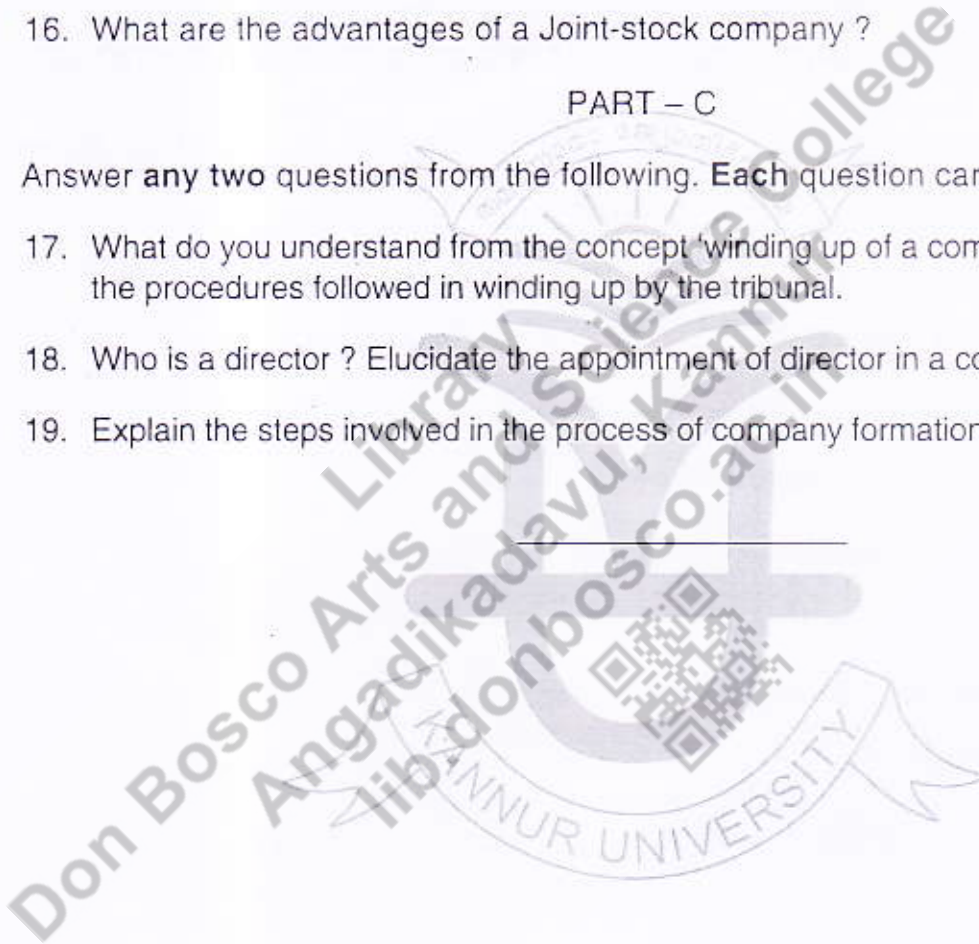 16. What are the advantages of a Joint-stock company ?
PART – C
Answer any two questions from the following. Each question car
17. What do you understand from the concept 'winding up of a com
the procedures followed in winding up by the tribunal.
18. Who is a director ? Elucidate the appointment of director in a co
19. Explain the steps involved in the process of company formation
Library
Don Bosco Arts and Science College
Angadikadavu, Kannur
lib.donbosco.ac.in
KANNUR UNIVERSITY